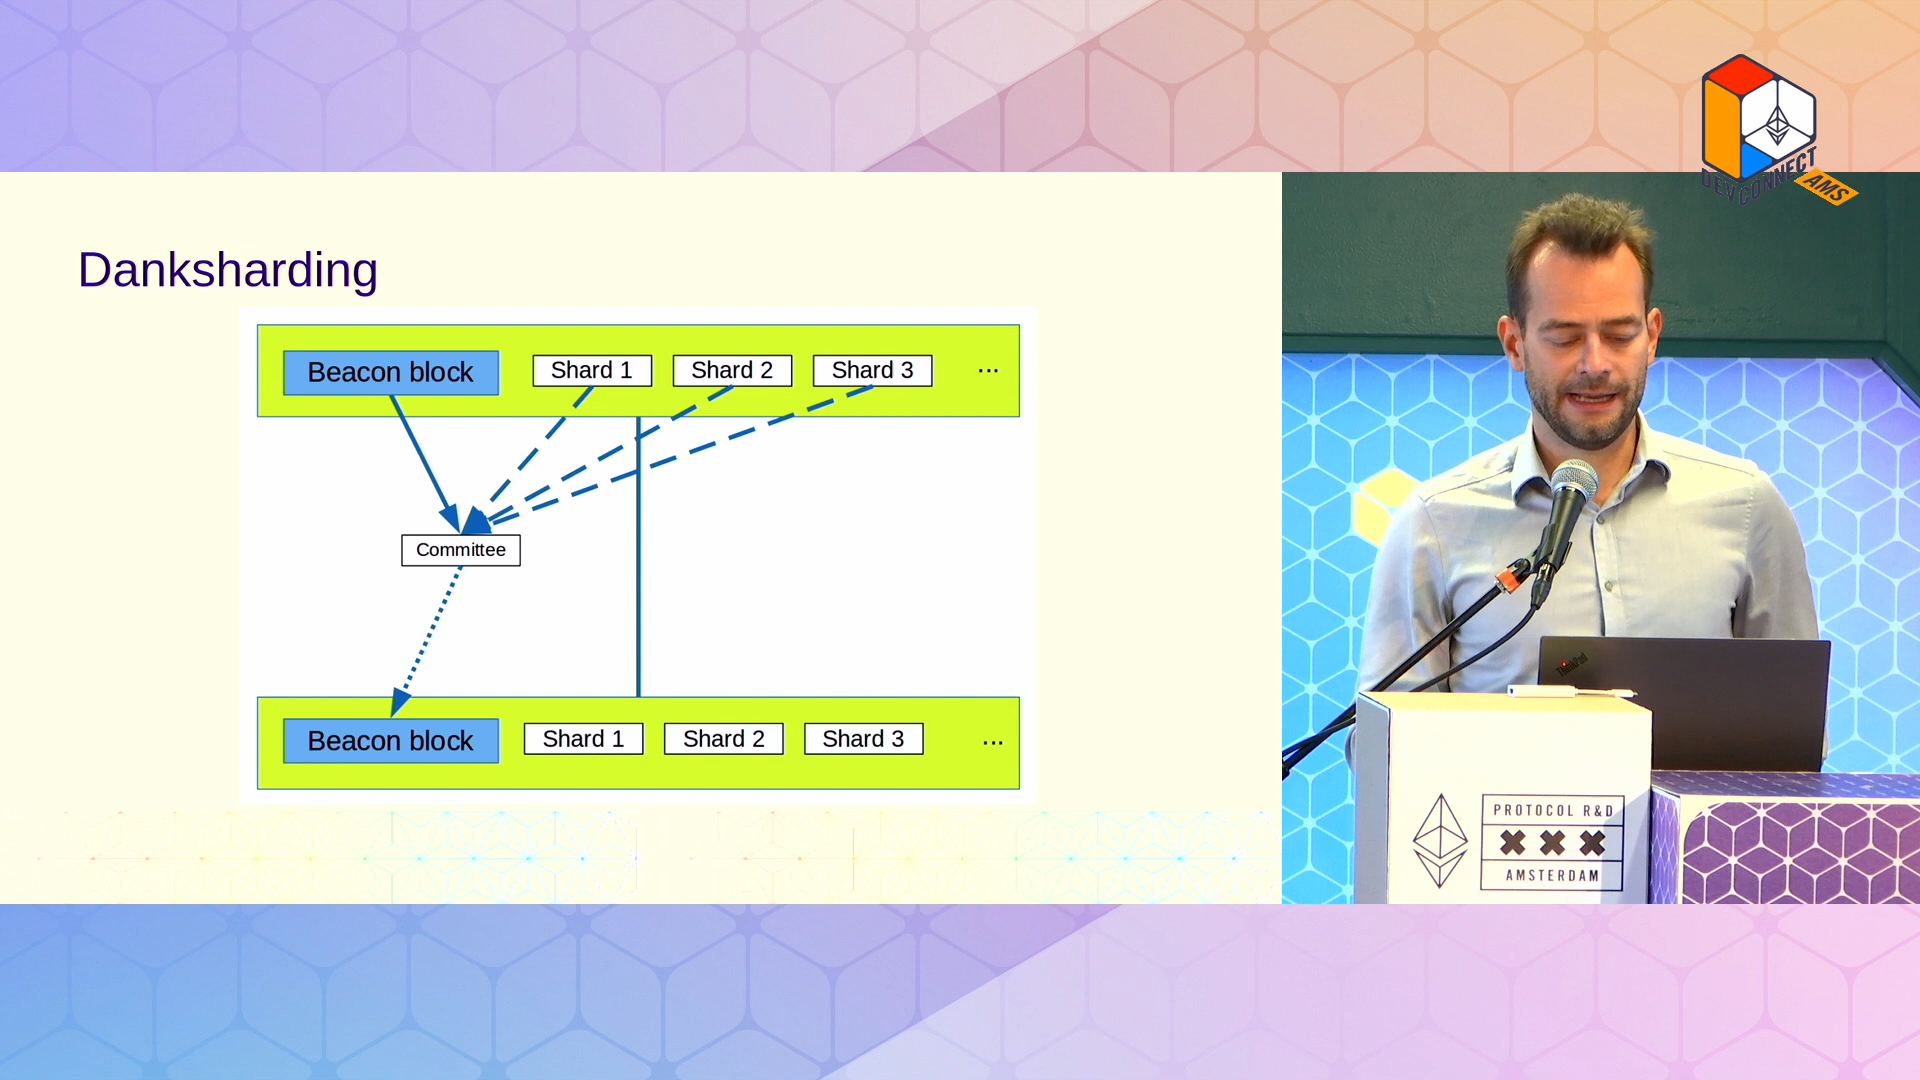 DEVCONNECT
AMS
Danksharding
Beacon block
Shard 1
Shard 2
Shard 3
...
Committee
Beacon block
Shard 1
Shard 2
Shard 3
...
ThinkPad
PROTOCOL R&D
AMSTERDAM